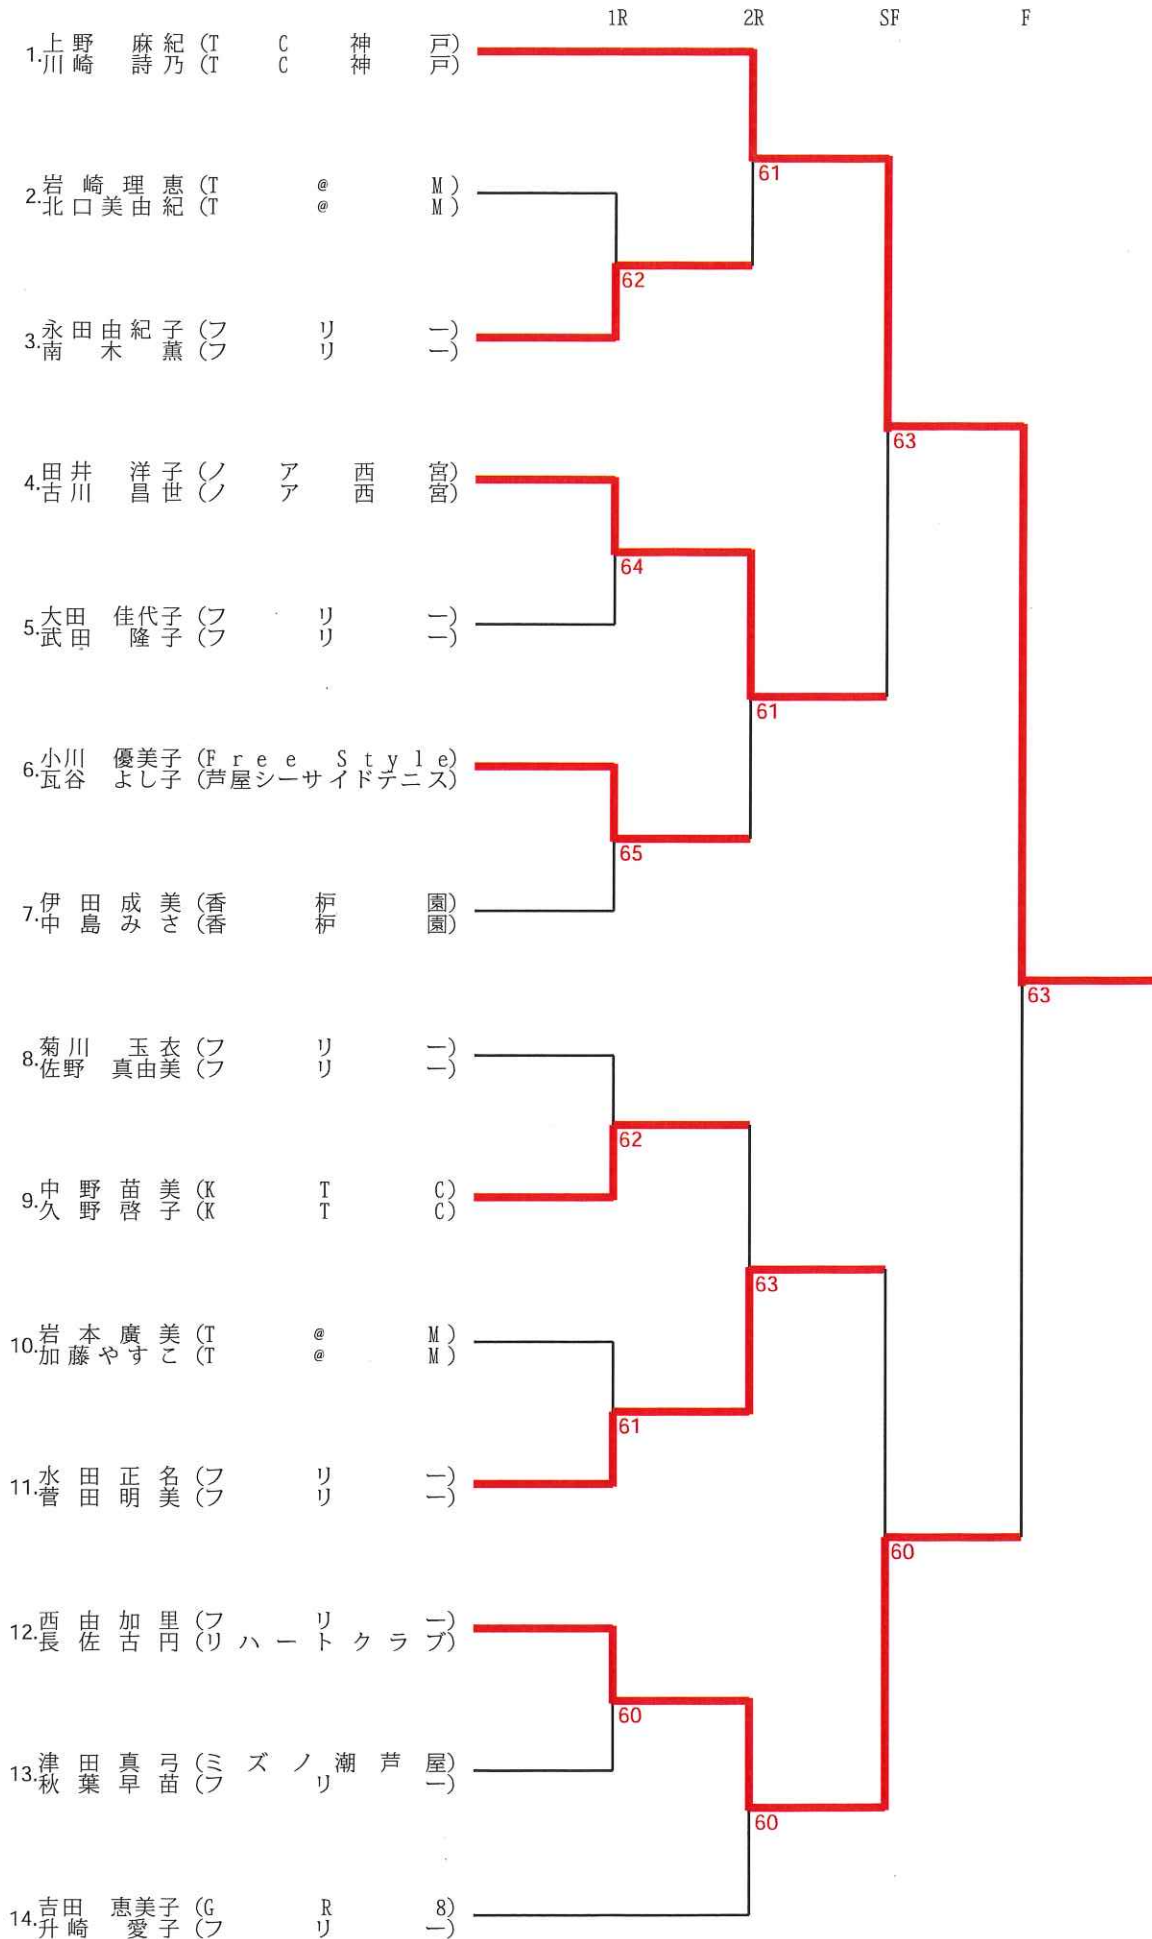 1R 2R SF F
1. 上野 麻紀 (TC神戸)
川崎 詩乃 (TC神戸)
61
2. 岩崎理恵 (T@M)
北口美由紀 (T@M)
62
3. 永田由紀子 (フリー)
南木薫 (フリー)
63
4. 田井 洋子 (ノア西宮)
古川 昌世 (ノア西宮)
64
5. 大田 佳代子 (フリー)
武田 隆子 (フリー)
61
6. 小川 優美子 (Free Style)
瓦谷 よし子 (芦屋シーサイドテニス)
65
7. 伊田成美 (香枦園)
中島みさ (香枦園)
63
8. 菊川 玉衣 (フリー)
佐野 真由美 (フリー)
62
9. 中野苗美 (KTC)
久野啓子 (KTC)
63
10. 岩本廣美 (T@M)
加藤やすこ (T@M)
61
11. 水田正名 (フリー)
菅田明美 (フリー)
60
12. 西由加里 (フリー)
長佐古円 (リハートクラブ)
60
13. 津田真弓 (ミズノ潮芦屋)
秋葉早苗 (フリー)
60
14. 吉田 恵美子 (GR8)
升崎 愛子 (フリー)